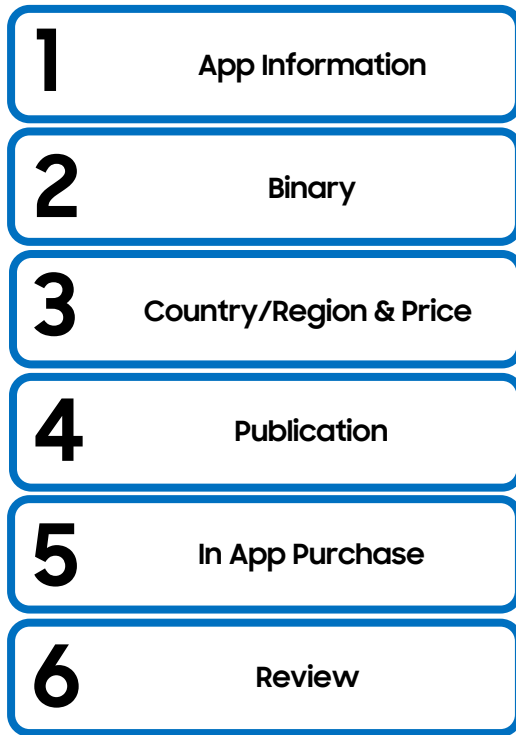 1
App Information
2
Binary
3
Country/Region & Price
4
Publication
5
In App Purchase
6
Review